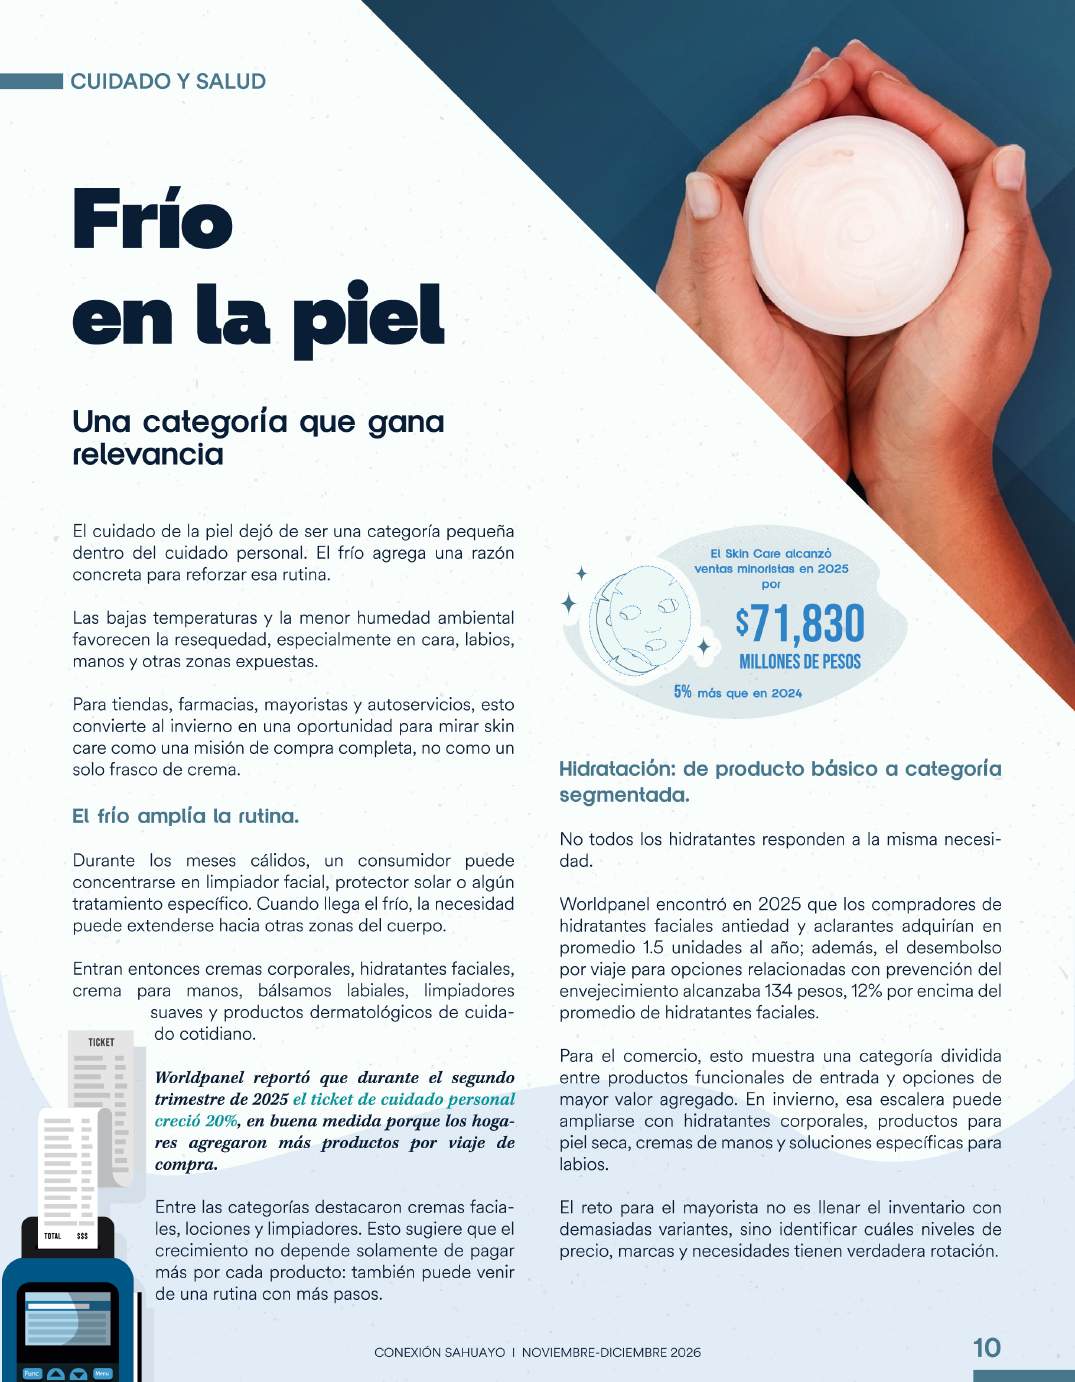 CUIDADO Y SALUD
Frío
en la piel
Una categoría que gana
relevancia
El cuidado de la piel dejó de ser una categoría pequeña
dentro del cuidado personal. El frío agrega una razón
concreta para reforzar esa rutina.
Las bajas temperaturas y la menor humedad ambiental
favorecen la resequedad, especialmente en cara, labios,
manos y otras zonas expuestas.
Para tiendas, farmacias, mayoristas y autoservicios, esto
convierte al invierno en una oportunidad para mirar skin
care como una misión de compra completa, no como un
solo frasco de crema.
El frío amplía la rutina.
Durante los meses cálidos, un consumidor puede
concentrarse en limpiador facial, protector solar o algún
tratamiento específico. Cuando llega el frío, la necesidad
puede extenderse hacia otras zonas del cuerpo.
Entran entonces cremas corporales, hidratantes faciales,
crema para manos, bálsamos labiales, limpiadores
suaves y productos dermatológicos de cuida-
do cotidiano.
Worldpanel reportó que durante el segundo
trimestre de 2025 el ticket de cuidado personal
creció 20%, en buena medida porque los hoga-
res agregaron más productos por viaje de
compra.
Entre las categorías destacaron cremas facia-
les, lociones y limpiadores. Esto sugiere que el
crecimiento no depende solamente de pagar
más por cada producto: también puede venir
de una rutina con más pasos.
TICKET
TOTAL $$$
Func
Menu
El Skin Care alcanzó
ventas minoristas en 2025
por
$71,830
MILLONES DE PESOS
5% más que en 2024
Hidratación: de producto básico a categoría
segmentada.
No todos los hidratantes responden a la misma necesi-
dad.
Worldpanel encontró en 2025 que los compradores de
hidratantes faciales antiedad y aclarantes adquirían en
promedio 1.5 unidades al año; además, el desembolso
por viaje para opciones relacionadas con prevención del
envejecimiento alcanzaba 134 pesos, 12% por encima del
promedio de hidratantes faciales.
Para el comercio, esto muestra una categoría dividida
entre productos funcionales de entrada y opciones de
mayor valor agregado. En invierno, esa escalera puede
ampliarse con hidratantes corporales, productos para
piel seca, cremas de manos y soluciones específicas para
labios.
El reto para el mayorista no es llenar el inventario con
demasiadas variantes, sino identificar cuáles niveles de
precio, marcas y necesidades tienen verdadera rotación.
CONEXIÓN SAHUAYO | NOVIEMBRE-DICIEMBRE 2026
10